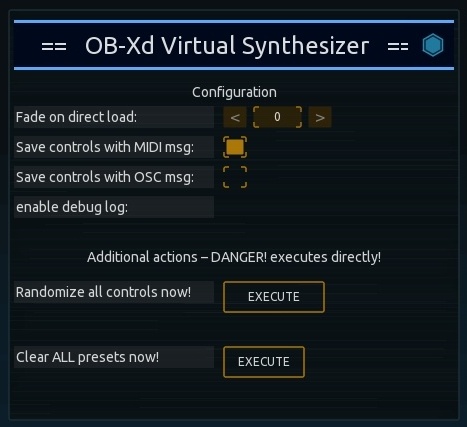 == OB-Xd Virtual Synthesizer ==
Configuration
Fade on direct load: < 0 >
Save controls with MIDI msg:
Save controls with OSC msg:
enable debug log:
Additional actions – DANGER! executes directly!
Randomize all controls now! EXECUTE
Clear ALL presets now! EXECUTE